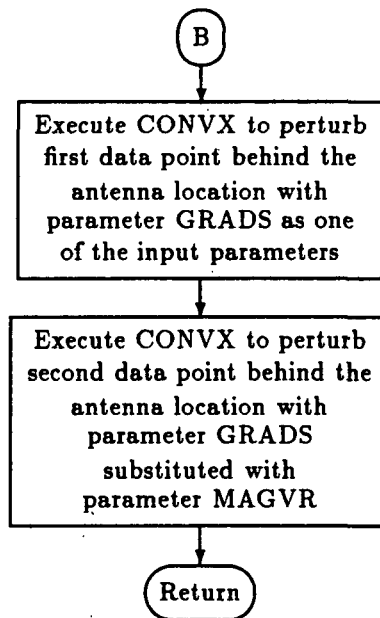 B
Execute CONVX to perturb
first data point behind the
antenna location with
parameter GRADS as one
of the input parameters
Execute CONVX to perturb
second data point behind the
antenna location with
parameter GRADS
substituted with
parameter MAGVR
Return